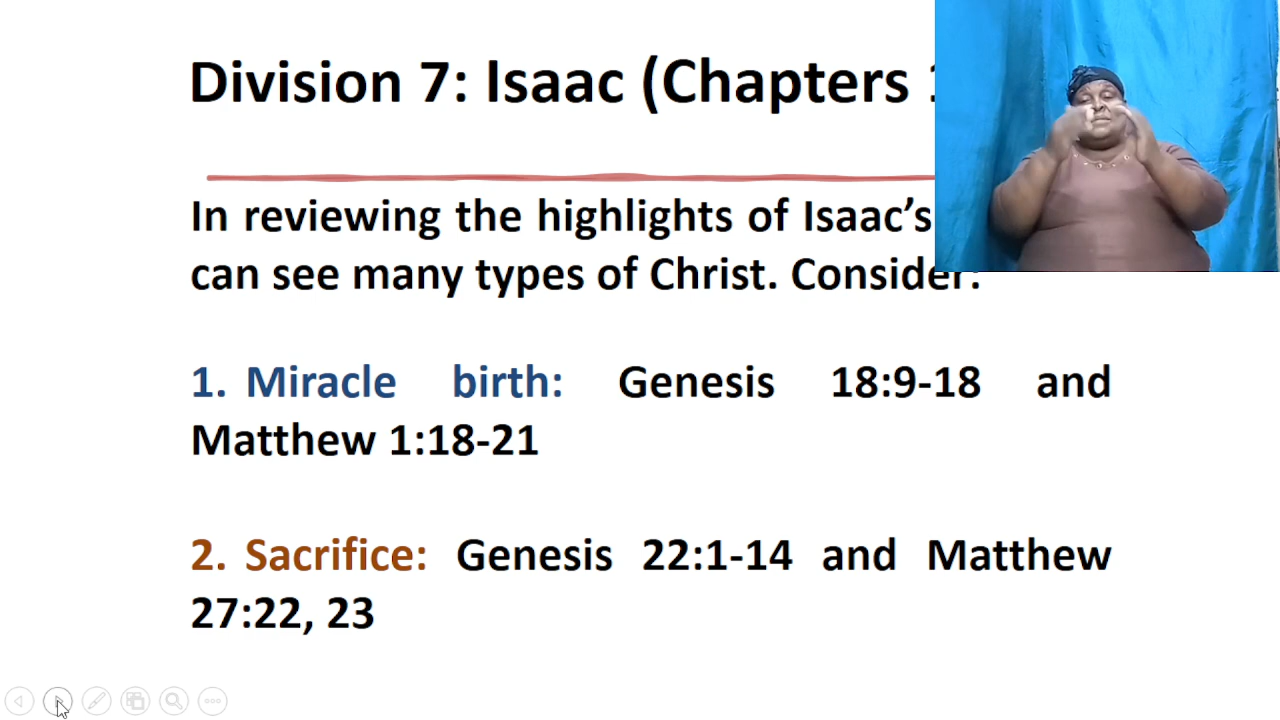 Division 7: Isaac (Chapters
In reviewing the highlights of Isaac’s
can see many types of Christ. Consider:
1. Miracle birth: Genesis 18:9-18 and
Matthew 1:18-21
2. Sacrifice: Genesis 22:1-14 and Matthew
27:22, 23